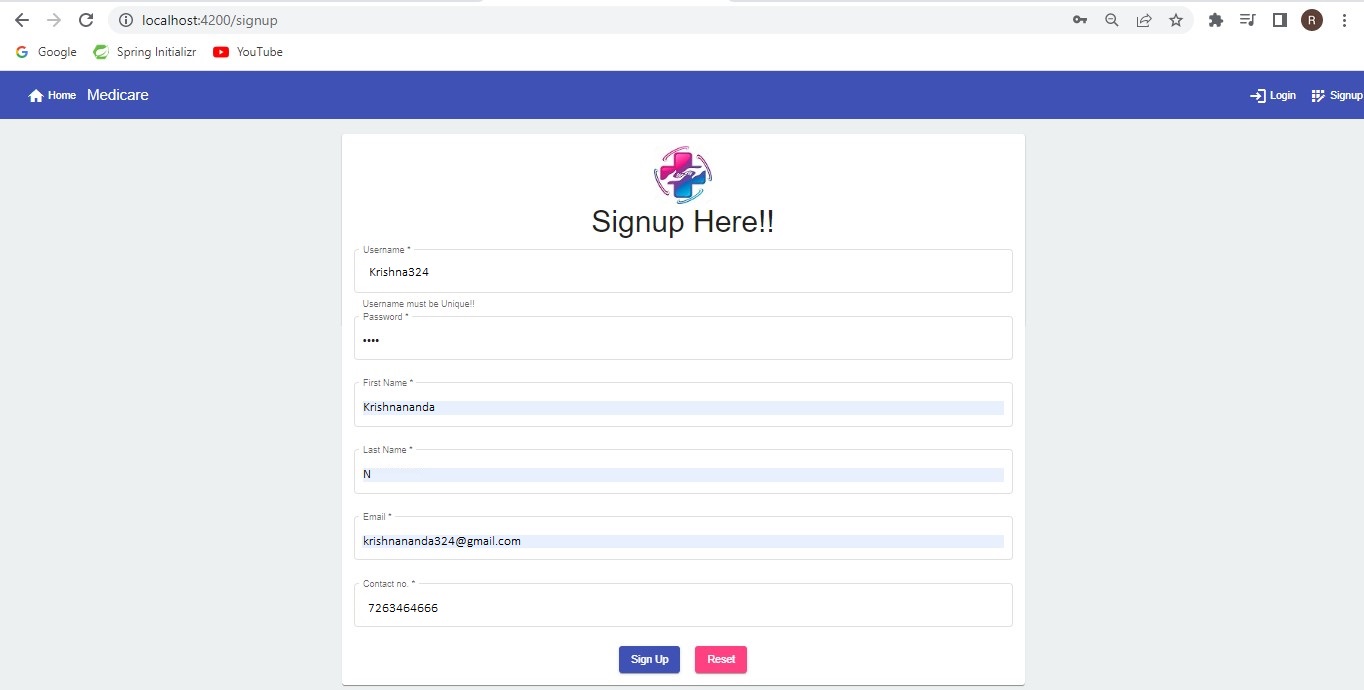 localhost:4200/signup
R
Google Spring Initializr YouTube
Home Medicare Login Signup
Signup Here!!
Username *
Krishna324
Username must be Unique!!
Password *
••••
First Name *
Krishnananda
Last Name *
N
Email *
krishnananda324@gmail.com
Contact no. *
7263464666
Sign Up Reset